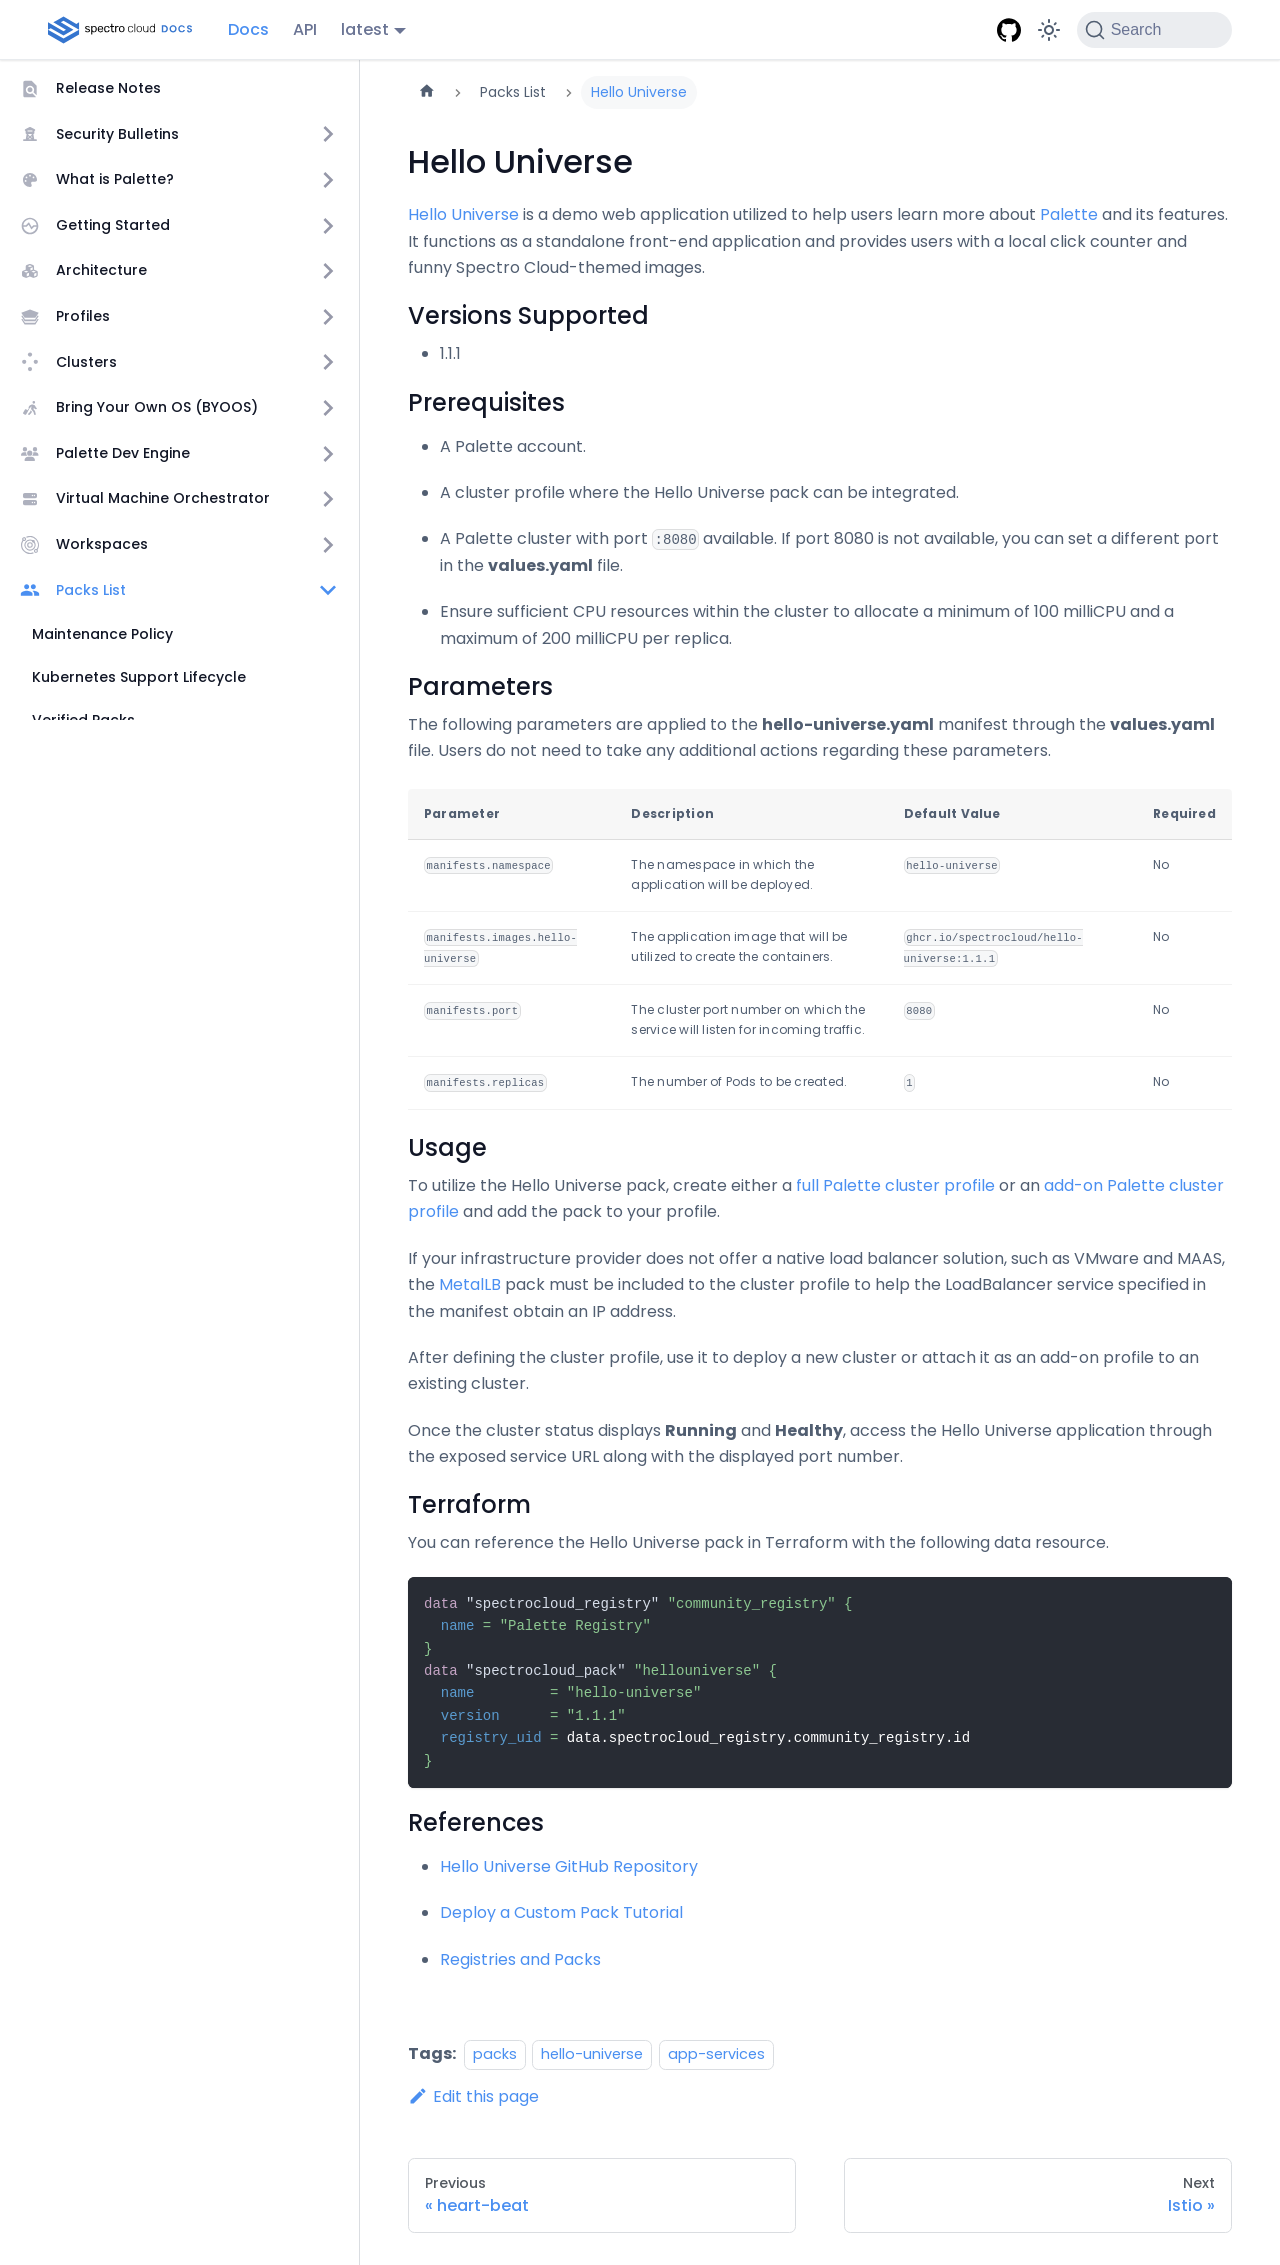 spectro cloud DOCS Docs API latest Search
Release Notes
Security Bulletins
What is Palette?
Getting Started
Architecture
Profiles
Clusters
Bring Your Own OS (BYOOS)
Palette Dev Engine
Virtual Machine Orchestrator
Workspaces
Packs List
Maintenance Policy
Kubernetes Support Lifecycle
Verified Packs
Packs List Hello Universe
Hello Universe
Hello Universe is a demo web application utilized to help users learn more about Palette and its features.
It functions as a standalone front-end application and provides users with a local click counter and
funny Spectro Cloud-themed images.
Versions Supported
1.1.1
Prerequisites
A Palette account.
A cluster profile where the Hello Universe pack can be integrated.
A Palette cluster with port :8080 available. If port 8080 is not available, you can set a different port
in the values.yaml file.
Ensure sufficient CPU resources within the cluster to allocate a minimum of 100 milliCPU and a
maximum of 200 milliCPU per replica.
Parameters
The following parameters are applied to the hello-universe.yaml manifest through the values.yaml
file. Users do not need to take any additional actions regarding these parameters.
Parameter Description Default Value Required
manifests.namespace The namespace in which the hello-universe No
application will be deployed.
manifests.images.hello- The application image that will be ghcr.io/spectrocloud/hello- No
universe utilized to create the containers. universe:1.1.1
manifests.port The cluster port number on which the 8080 No
service will listen for incoming traffic.
manifests.replicas The number of Pods to be created. 1 No
Usage
To utilize the Hello Universe pack, create either a full Palette cluster profile or an add-on Palette cluster
profile and add the pack to your profile.
If your infrastructure provider does not offer a native load balancer solution, such as VMware and MAAS,
the MetalLB pack must be included to the cluster profile to help the LoadBalancer service specified in
the manifest obtain an IP address.
After defining the cluster profile, use it to deploy a new cluster or attach it as an add-on profile to an
existing cluster.
Once the cluster status displays Running and Healthy, access the Hello Universe application through
the exposed service URL along with the displayed port number.
Terraform
You can reference the Hello Universe pack in Terraform with the following data resource.
data "spectrocloud_registry" "community_registry" {
  name = "Palette Registry"
}
data "spectrocloud_pack" "hellouniverse" {
  name         = "hello-universe"
  version      = "1.1.1"
  registry_uid = data.spectrocloud_registry.community_registry.id
}
References
Hello Universe GitHub Repository
Deploy a Custom Pack Tutorial
Registries and Packs
Tags: packs hello-universe app-services
Edit this page
Previous
« heart-beat
Next
Istio »